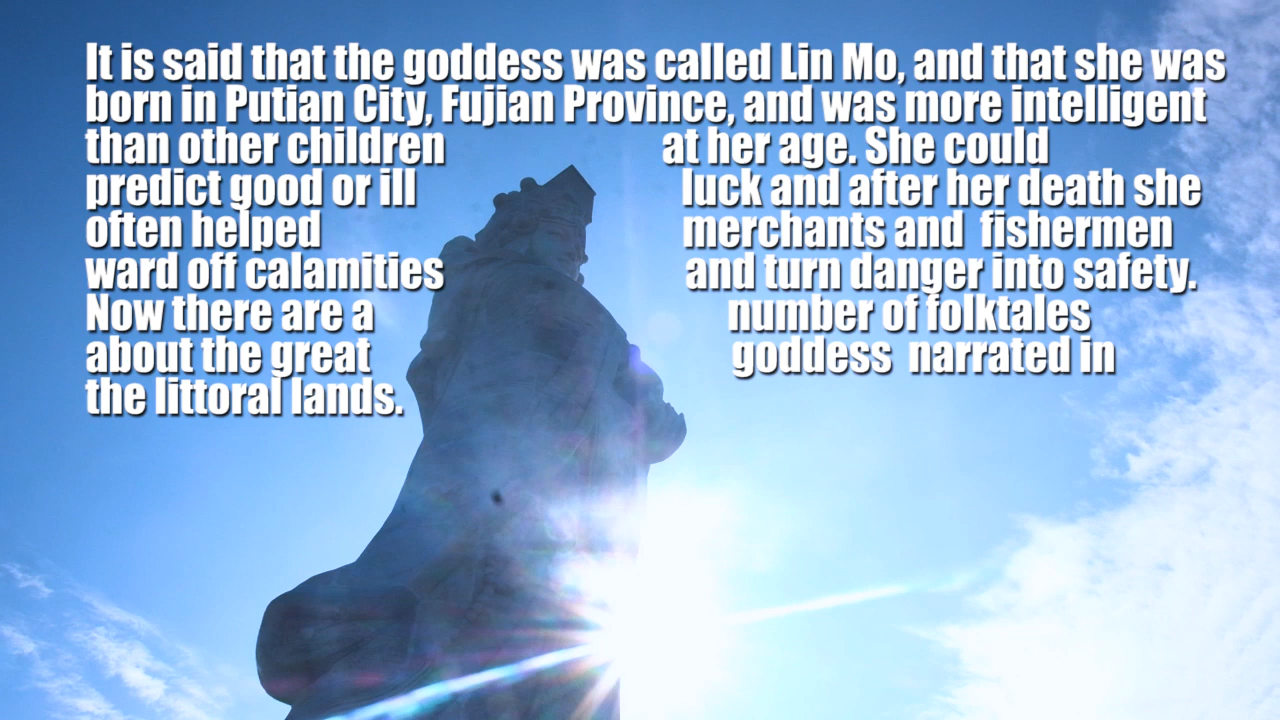 It is said that the goddess was called Lin Mo, and that she was
born in Putian City, Fujian Province, and was more intelligent
than other children at her age. She could
predict good or ill luck and after her death she
often helped merchants and fishermen
ward off calamities and turn danger into safety.
Now there are a number of folktales
about the great goddess narrated in
the littoral lands.